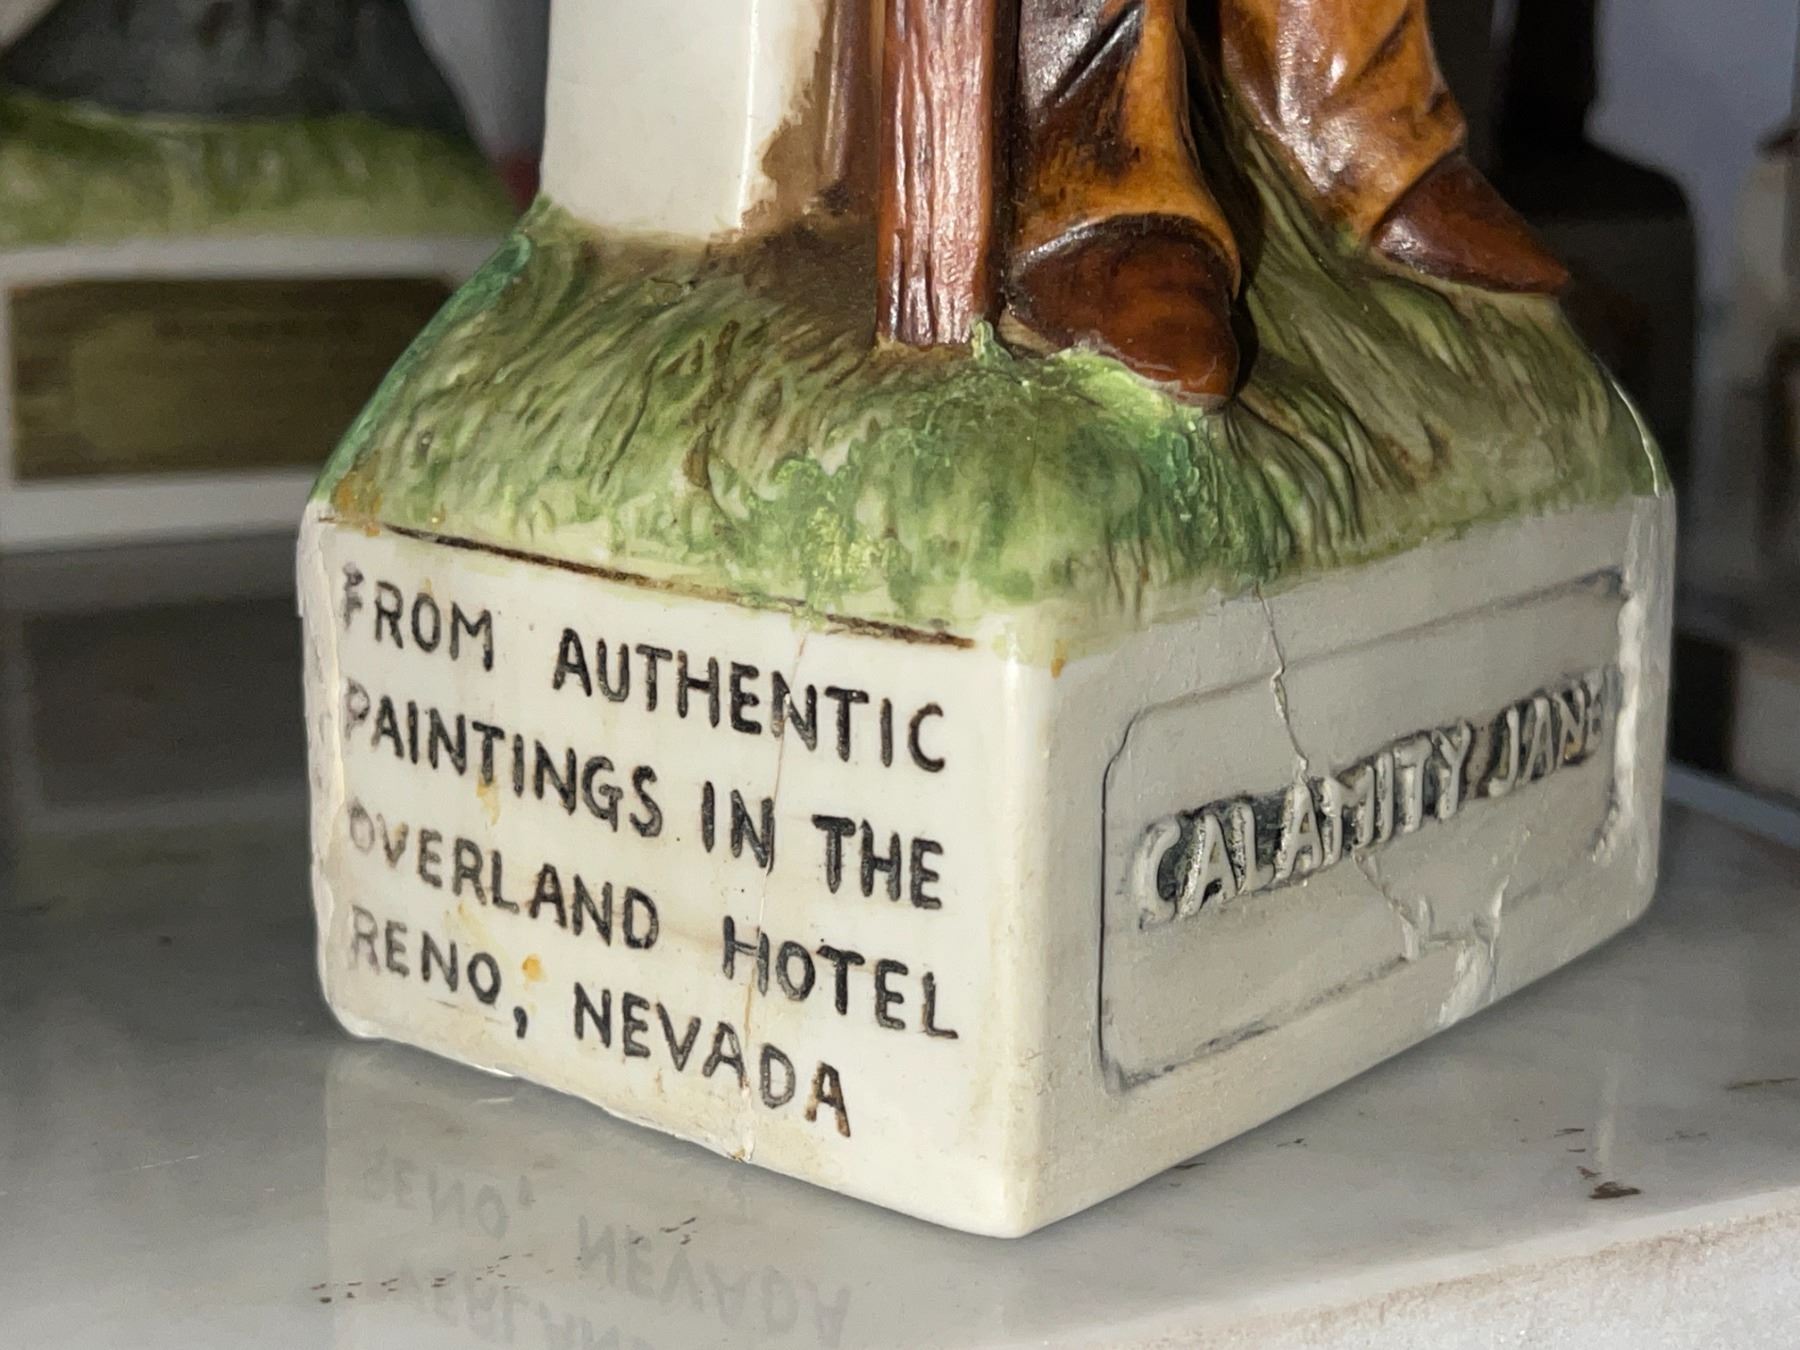 FROM AUTHENTIC
PAINTINGS IN THE
OVERLAND HOTEL
RENO, NEVADA
CALAMITY JANE